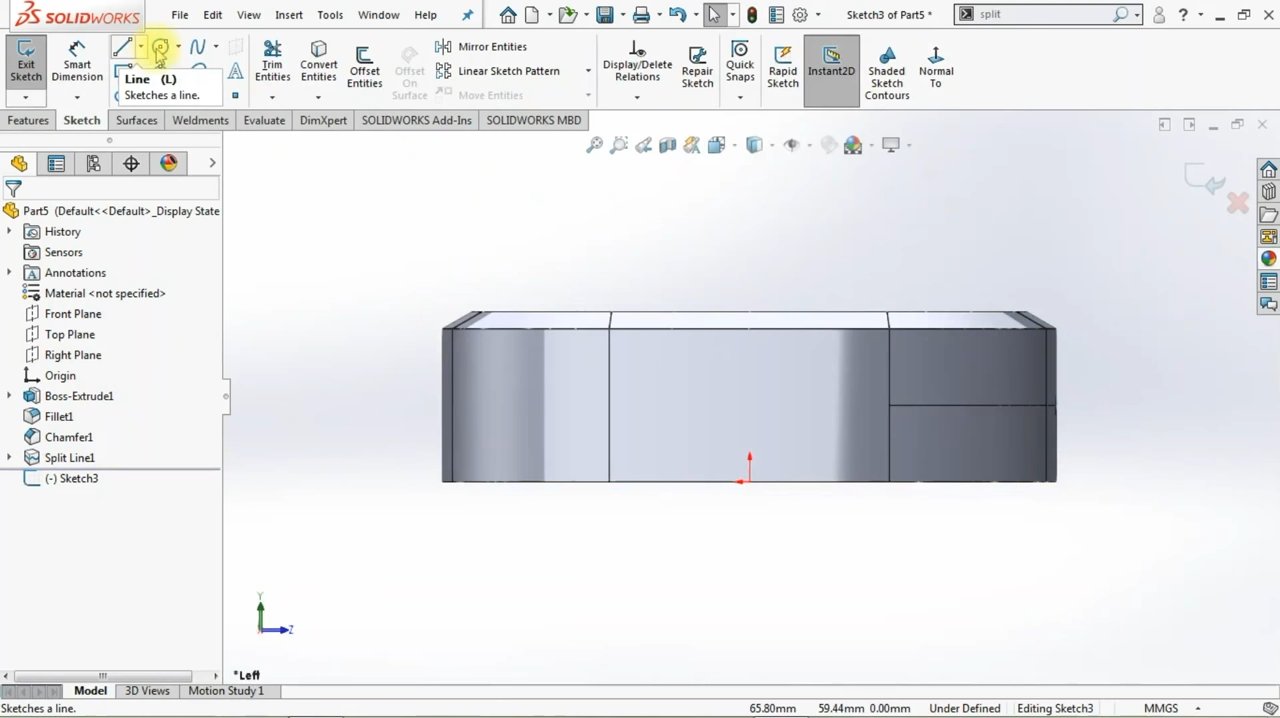 SOLIDWORKS
File Edit View Insert Tools Window Help
Sketch3 of Part5 *
split
Exit Sketch
Smart Dimension
Trim Entities
Convert Entities
Offset Entities
Offset On Surface
Mirror Entities
Linear Sketch Pattern
Move Entities
Display/Delete Relations
Repair Sketch
Quick Snaps
Rapid Sketch
Instant2D
Shaded Sketch Contours
Normal To
Line (L)
Sketches a line.
Features Sketch Surfaces Weldments Evaluate DimXpert SOLIDWORKS Add-Ins SOLIDWORKS MBD
Part5 (Default<<Default>_Display State
History
Sensors
Annotations
Material <not specified>
Front Plane
Top Plane
Right Plane
Origin
Boss-Extrude1
Fillet1
Chamfer1
Split Line1
(-) Sketch3
Y
Z
*Left
Model 3D Views Motion Study 1
Sketches a line.
65.80mm 59.44mm 0.00mm Under Defined Editing Sketch3 MMGS